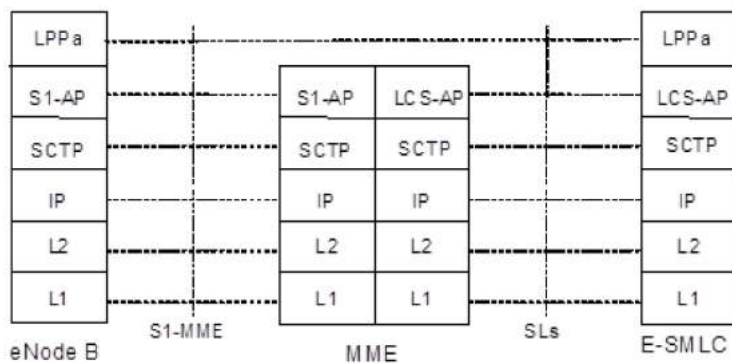 LPPa LPPa
S1-AP S1-AP LCS-AP LCS-AP
SCTP SCTP SCTP SCTP
IP IP IP IP
L2 L2 L2 L2
L1 L1 L1 L1
eNode B S1-MME MME SLs E-SMLC